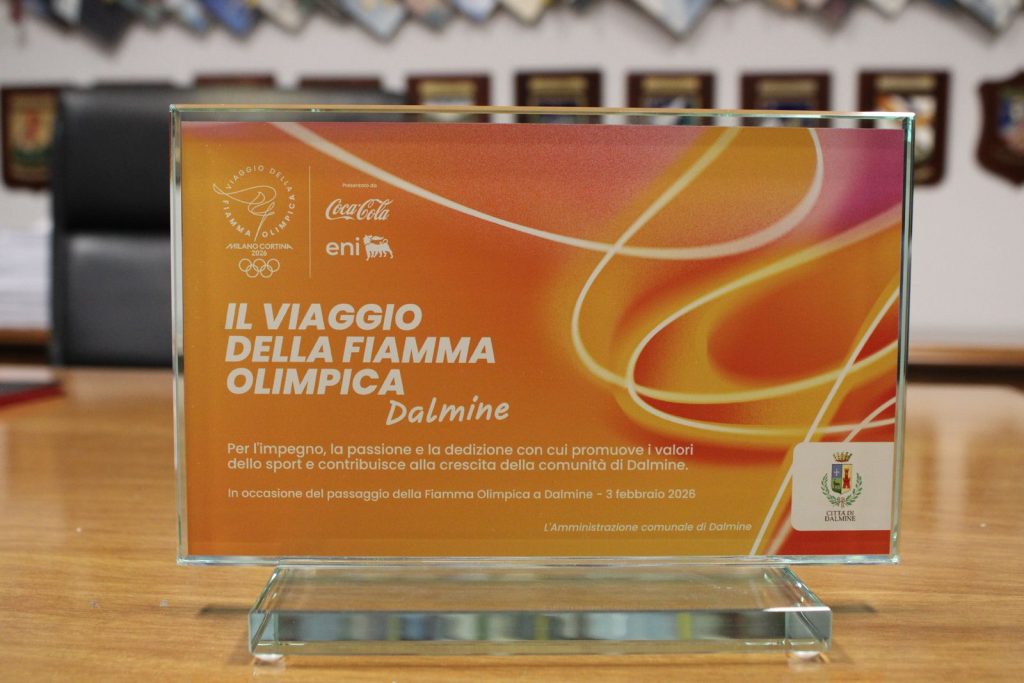 VIAGGIO DELLA
FIAMMA OLIMPICA
MILANO CORTINA
2026
Presentato da
Coca-Cola
eni
IL VIAGGIO
DELLA FIAMMA
OLIMPICA
Dalmine
Per l'impegno, la passione e la dedizione con cui promuove i valori
dello sport e contribuisce alla crescita della comunità di Dalmine.
In occasione del passaggio della Fiamma Olimpica a Dalmine - 3 febbraio 2026
L'Amministrazione comunale di Dalmine
CITTÀ DI
DALMINE